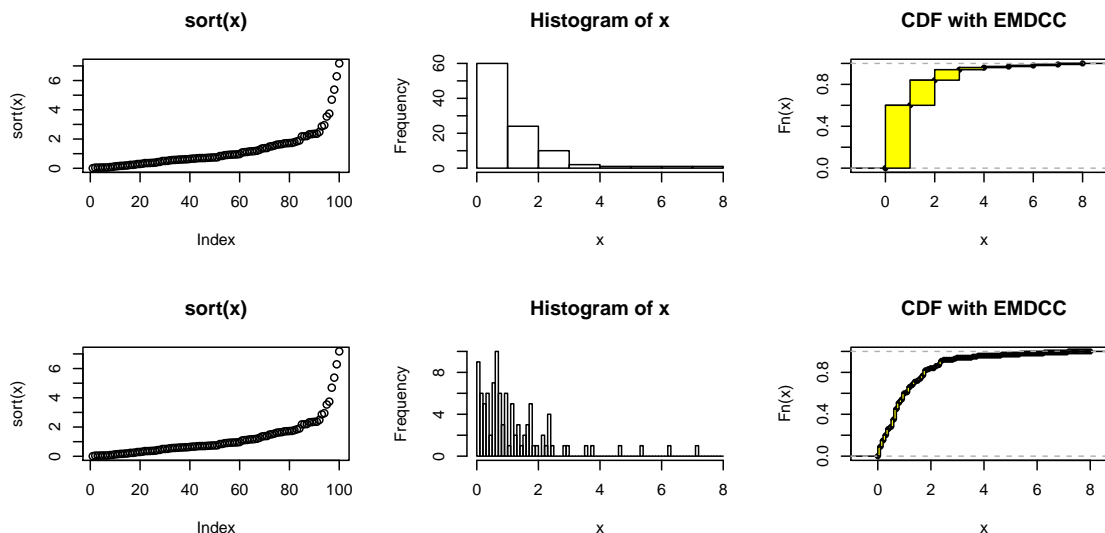 sort(x)
Histogram of x
CDF with EMDCC
sort(x)
0 2 4 6
0 20 40 60 80 100
Index
Frequency
0 20 40 60
0 2 4 6 8
x
Fn(x)
0.0 0.4 0.8
0 2 4 6 8
x
sort(x)
Histogram of x
CDF with EMDCC
sort(x)
0 2 4 6
0 20 40 60 80 100
Index
Frequency
0 4 8
0 2 4 6 8
x
Fn(x)
0.0 0.4 0.8
0 2 4 6 8
x